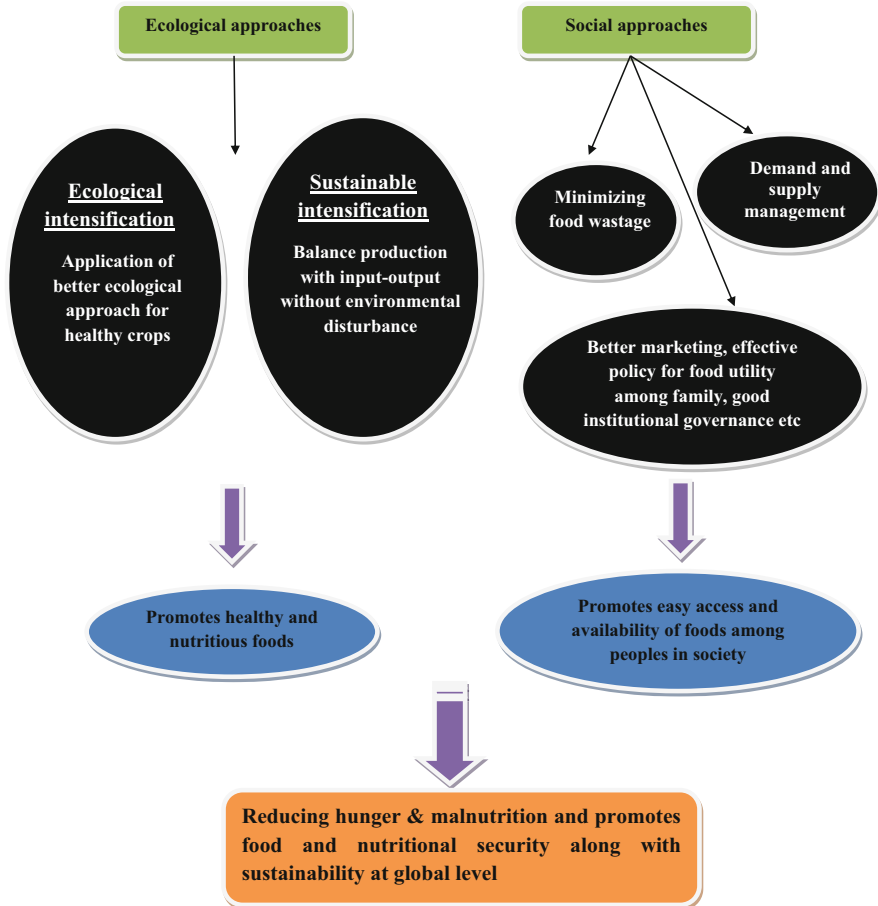 Ecological approaches
Social approaches
Ecological
intensification
Application of
better ecological
approach for
healthy crops
Sustainable
intensification
Balance production
with input-output
without environmental
disturbance
Minimizing
food wastage
Demand and
supply
management
Better marketing, effective
policy for food utility
among family, good
institutional governance etc
Promotes healthy and
nutritious foods
Promotes easy access and
availability of foods among
peoples in society
Reducing hunger & malnutrition and promotes
food and nutritional security along with
sustainability at global level